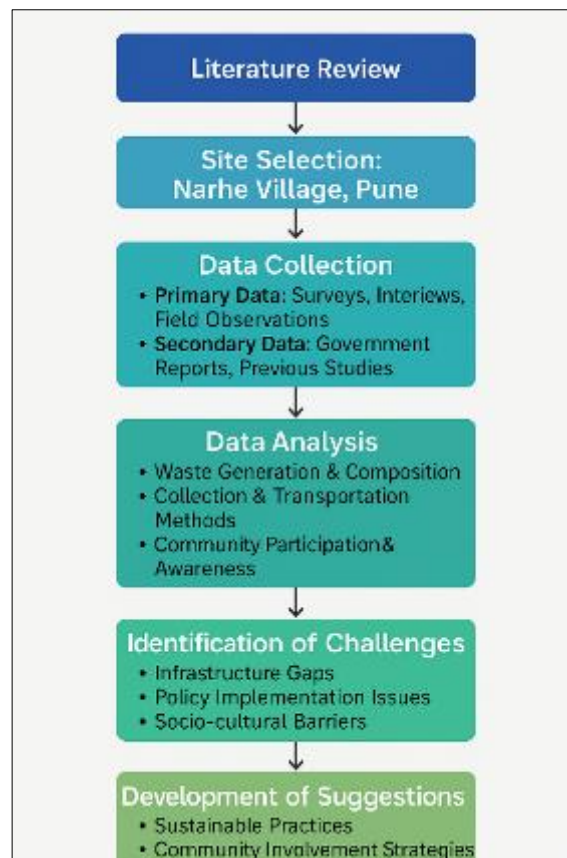 Literature Review
Site Selection:
Narhe Village, Pune
Data Collection
• Primary Data: Surveys, Interiews,
Field Observations
• Secondary Data: Government
Reports, Previous Studies
Data Analysis
• Waste Generation & Composition
• Collection & Transportation
Methods
• Community Participation&
Awareness
Identification of Challenges
• Infrastructure Gaps
• Policy Implementation Issues
• Socio-cultural Barriers
Development of Suggestions
• Sustainable Practices
• Community Involvement Strategies